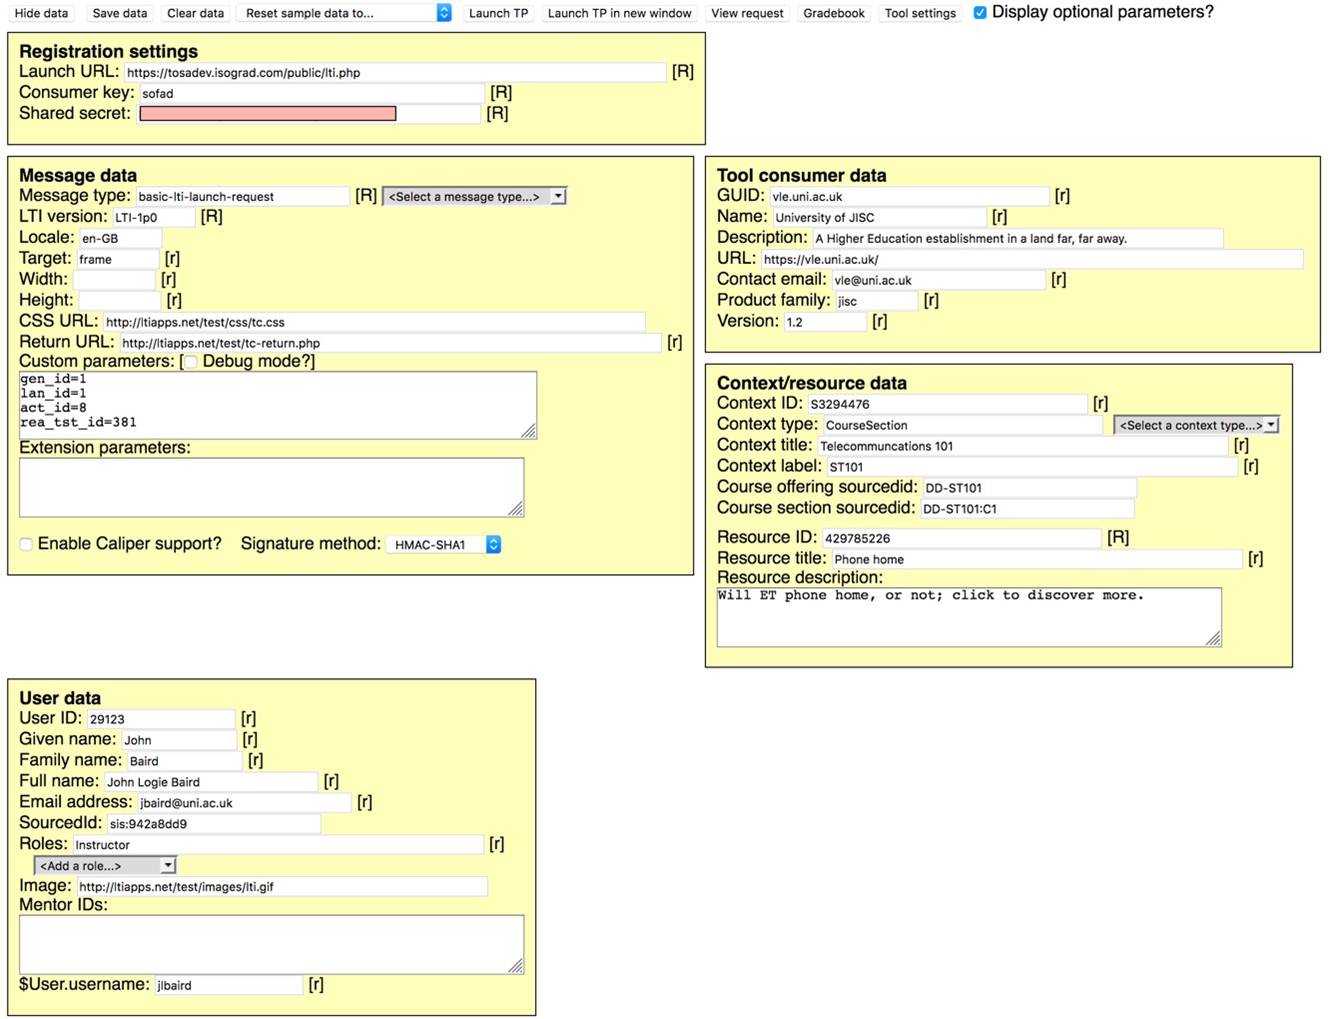 Hide data Save data Clear data Reset sample data to... Launch TP Launch TP in new window View request Gradebook Tool settings Display optional parameters?
Registration settings
Launch URL: https://tosadev.isograd.com/public/lti.php [R]
Consumer key: sofad [R]
Shared secret: [R]
Message data
Message type: basic-lti-launch-request [R] <Select a message type...>
LTI version: LTI-1p0 [R]
Locale: en-GB
Target: frame [r]
Width: [r]
Height: [r]
CSS URL: http://ltiapps.net/test/css/tc.css
Return URL: http://ltiapps.net/test/tc-return.php [r]
Custom parameters: [ Debug mode?]
gen_id=1
lan_id=1
act_id=8
rea_tst_id=381
Extension parameters:
Enable Caliper support? Signature method: HMAC-SHA1
Tool consumer data
GUID: vle.uni.ac.uk [r]
Name: University of JISC [r]
Description: A Higher Education establishment in a land far, far away.
URL: https://vle.uni.ac.uk/
Contact email: vle@uni.ac.uk [r]
Product family: jisc [r]
Version: 1.2 [r]
Context/resource data
Context ID: S3294476 [r]
Context type: CourseSection <Select a context type...>
Context title: Telecommuncations 101 [r]
Context label: ST101 [r]
Course offering sourcedid: DD-ST101
Course section sourcedid: DD-ST101:C1
Resource ID: 429785226 [R]
Resource title: Phone home [r]
Resource description:
Will ET phone home, or not; click to discover more.
User data
User ID: 29123 [r]
Given name: John [r]
Family name: Baird [r]
Full name: John Logie Baird [r]
Email address: jbaird@uni.ac.uk [r]
SourcedId: sis:942a8dd9
Roles: Instructor [r]
<Add a role...>
Image: http://ltiapps.net/test/images/lti.gif
Mentor IDs:
$User.username: jlbaird [r]